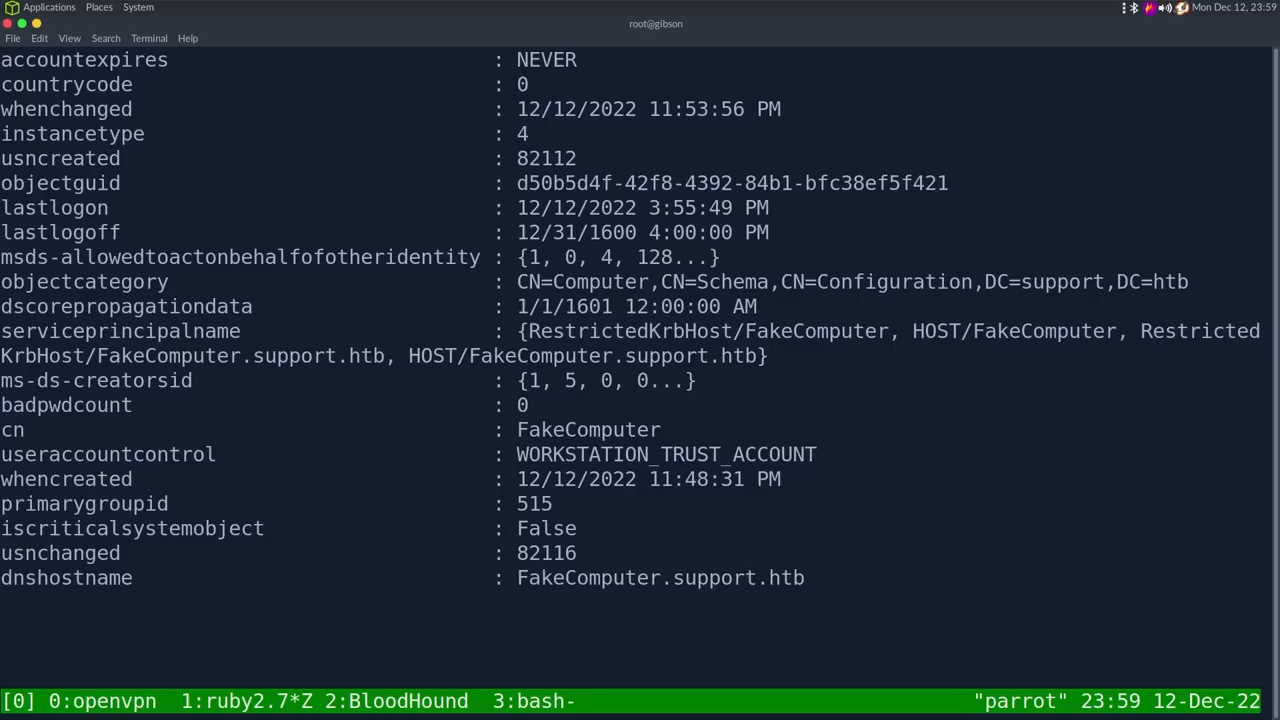 Applications Places System Mon Dec 12, 23:59
root@gibson
File Edit View Search Terminal Help
accountexpires : NEVER
countrycode : 0
whenchanged : 12/12/2022 11:53:56 PM
instancetype : 4
usncreated : 82112
objectguid : d50b5d4f-42f8-4392-84b1-bfc38ef5f421
lastlogon : 12/12/2022 3:55:49 PM
lastlogoff : 12/31/1600 4:00:00 PM
msds-allowedtoactonbehalfofotheridentity : {1, 0, 4, 128...}
objectcategory : CN=Computer,CN=Schema,CN=Configuration,DC=support,DC=htb
dscorepropagationdata : 1/1/1601 12:00:00 AM
serviceprincipalname : {RestrictedKrbHost/FakeComputer, HOST/FakeComputer, Restricted
KrbHost/FakeComputer.support.htb, HOST/FakeComputer.support.htb}
ms-ds-creatorsid : {1, 5, 0, 0...}
badpwdcount : 0
cn : FakeComputer
useraccountcontrol : WORKSTATION_TRUST_ACCOUNT
whencreated : 12/12/2022 11:48:31 PM
primarygroupid : 515
iscriticalsystemobject : False
usnchanged : 82116
dnshostname : FakeComputer.support.htb
[0] 0:openvpn 1:ruby2.7*Z 2:BloodHound 3:bash- "parrot" 23:59 12-Dec-22